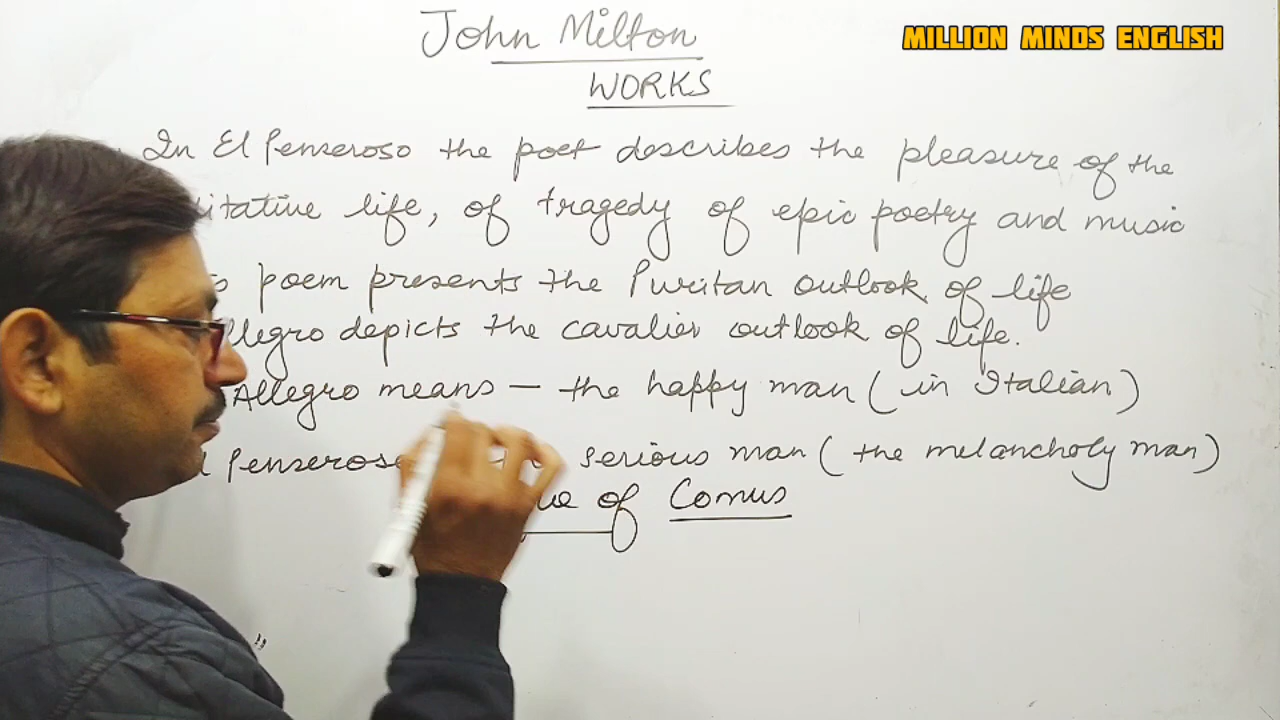 John Milton
MILLION MINDS ENGLISH
WORKS
In El Penseroso the poet describes the pleasure of the
itative life, of tragedy of epic poetry and music
poem presents the Puritan outlook of life
llegro depicts the cavalier outlook of life.
Allegro means - the happy man ( in Italian )
Penseroso serious man ( the melancholy man )
of Comus